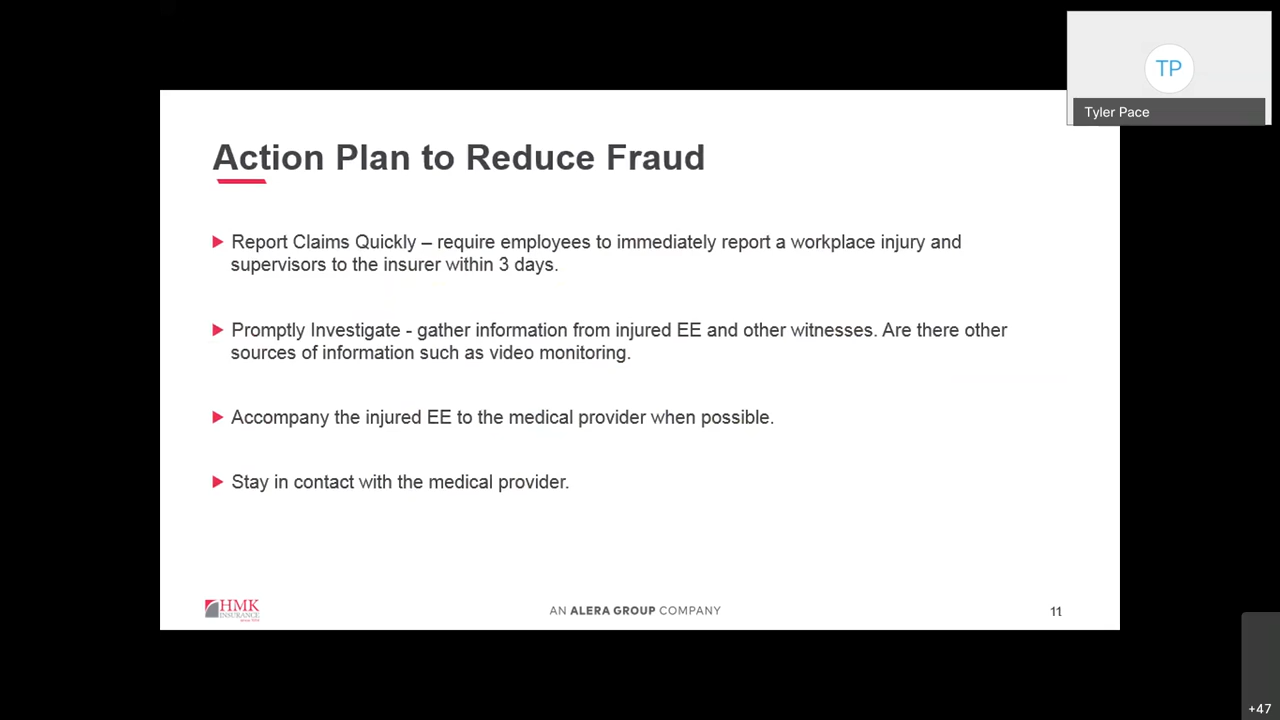 TP
Tyler Pace
Action Plan to Reduce Fraud
Report Claims Quickly – require employees to immediately report a workplace injury and
supervisors to the insurer within 3 days.
Promptly Investigate - gather information from injured EE and other witnesses. Are there other
sources of information such as video monitoring.
Accompany the injured EE to the medical provider when possible.
Stay in contact with the medical provider.
HMK
INSURANCE
AN ALERA GROUP COMPANY
11
+47